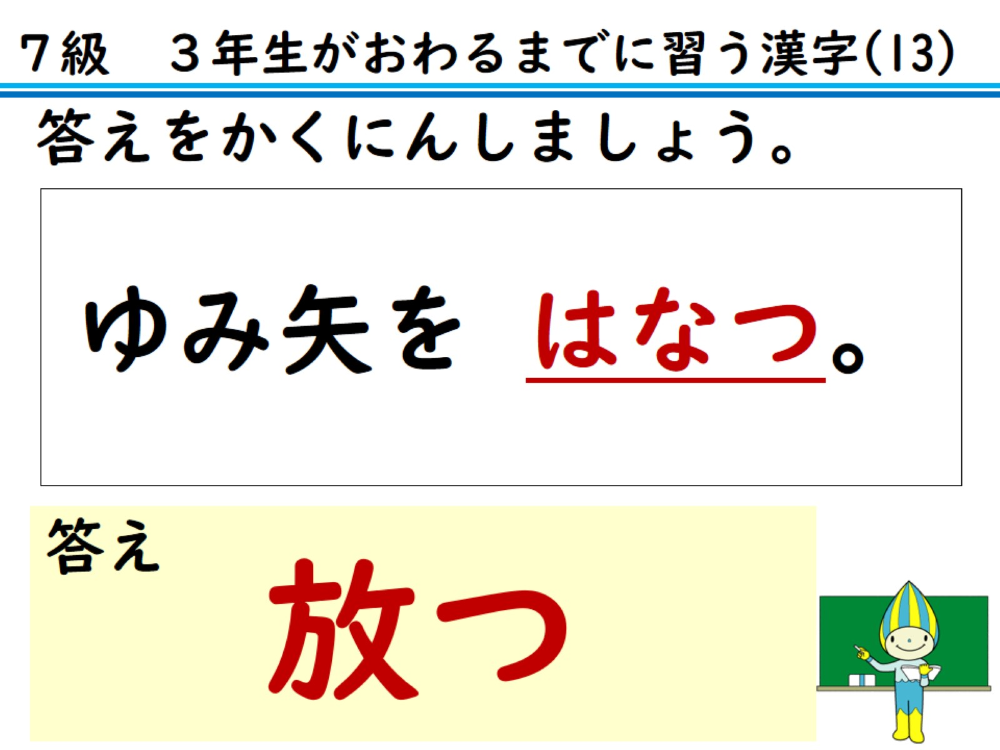 ７級　３年生がおわるまでに習う漢字(13)
答えをかくにんしましょう。
ゆみ矢を　はなつ。
答え
放つ